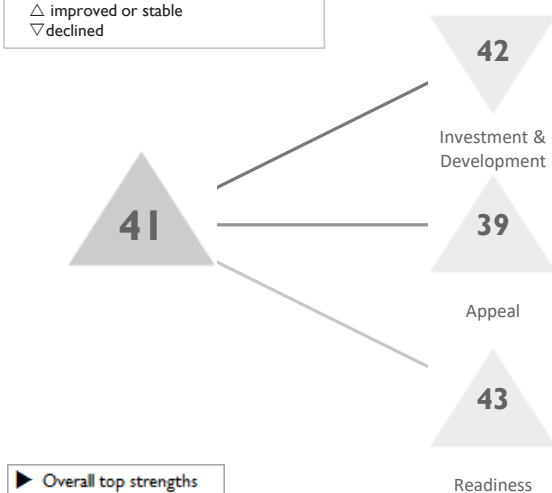 △ improved or stable
▽ declined
42
Investment &
Development
41
39
Appeal
43
Readiness
▶ Overall top strengths